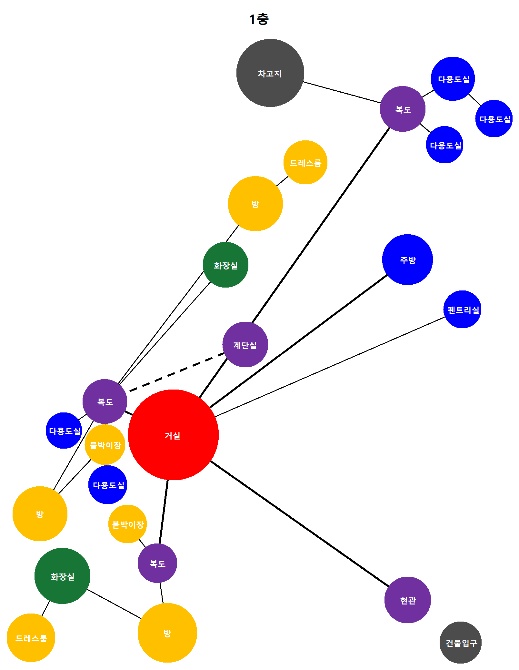 1층
차고지
다용도실
복도
다용도실
다용도실
드레스룸
방
화장실
주방
펜트리실
계단실
복도
다용도실
붙박이장
거실
다용도실
방
붙박이장
복도
화장실
현관
드레스룸
방
건물입구